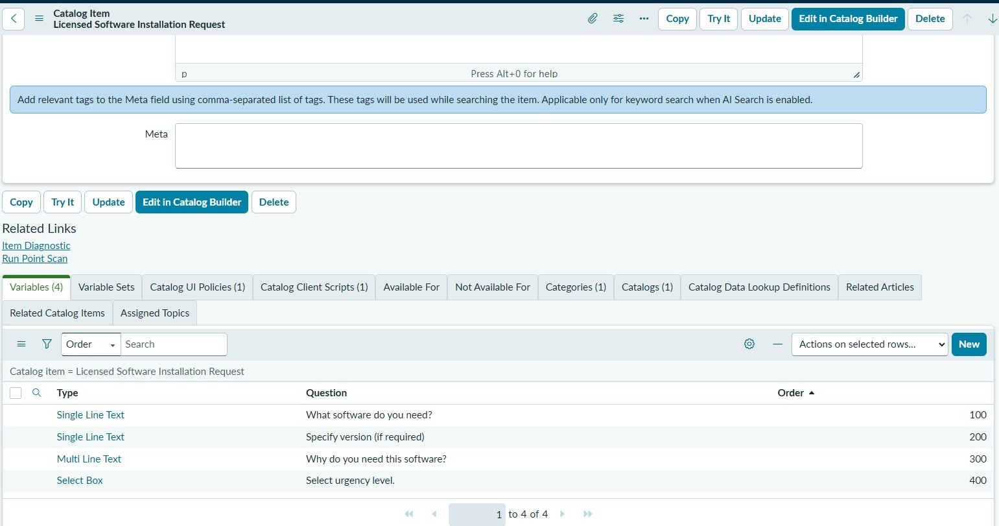 Catalog Item
Licensed Software Installation Request
Copy Try It Update Edit in Catalog Builder Delete
p Press Alt+0 for help
Add relevant tags to the Meta field using comma-separated list of tags. These tags will be used while searching the item. Applicable only for keyword search when AI Search is enabled.
Meta
Copy Try It Update Edit in Catalog Builder Delete
Related Links
Item Diagnostic
Run Point Scan
Variables (4) Variable Sets Catalog UI Policies (1) Catalog Client Scripts (1) Available For Not Available For Categories (1) Catalogs (1) Catalog Data Lookup Definitions Related Articles
Related Catalog Items Assigned Topics
Order Search Actions on selected rows... New
Catalog item = Licensed Software Installation Request
Type Question Order
Single Line Text What software do you need? 100
Single Line Text Specify version (if required) 200
Multi Line Text Why do you need this software? 300
Select Box Select urgency level. 400
1 to 4 of 4